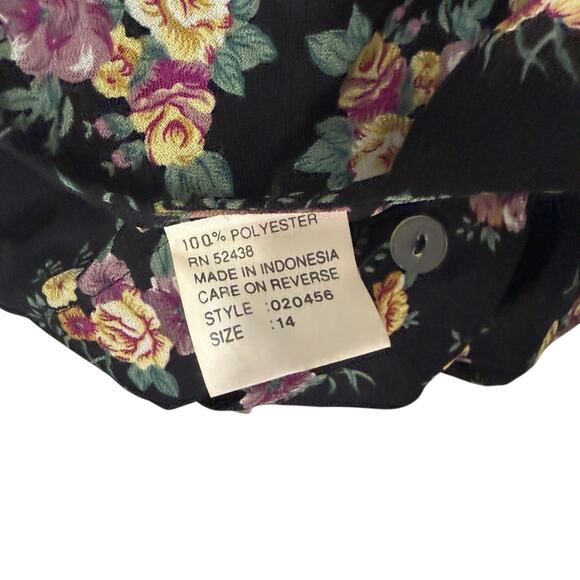 100% POLYESTER
RN 52438
MADE IN INDONESIA
CARE ON REVERSE
STYLE :020456
SIZE :14